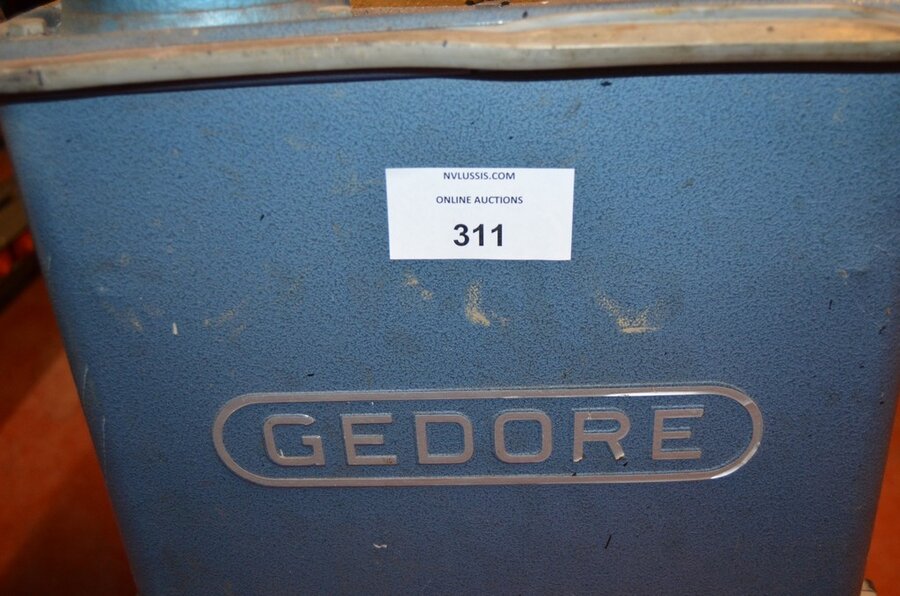 NVLUSSIS.COM
ONLINE AUCTIONS
311
GEDORE